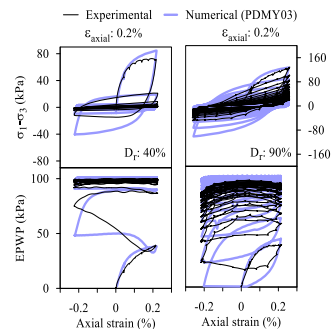 Experimental Numerical (PDMY03)
εaxial: 0.2% εaxial: 0.2%
80
40
0
-40
-80
σ1-σ3 (kPa)
160
80
0
-80
-160
Dr: 40% Dr: 90%
100
50
0
EPWP (kPa)
-0.2 0 0.2 -0.2 0 0.2
Axial strain (%) Axial strain (%)